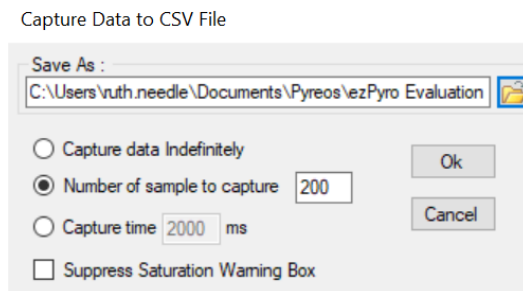 Capture Data to CSV File
Save As :
C:\Users\ruth.needle\Documents\Pyreos\ezPyro Evaluation
Capture data Indefinitely
Ok
Number of sample to capture 200
Cancel
Capture time 2000 ms
Suppress Saturation Warning Box